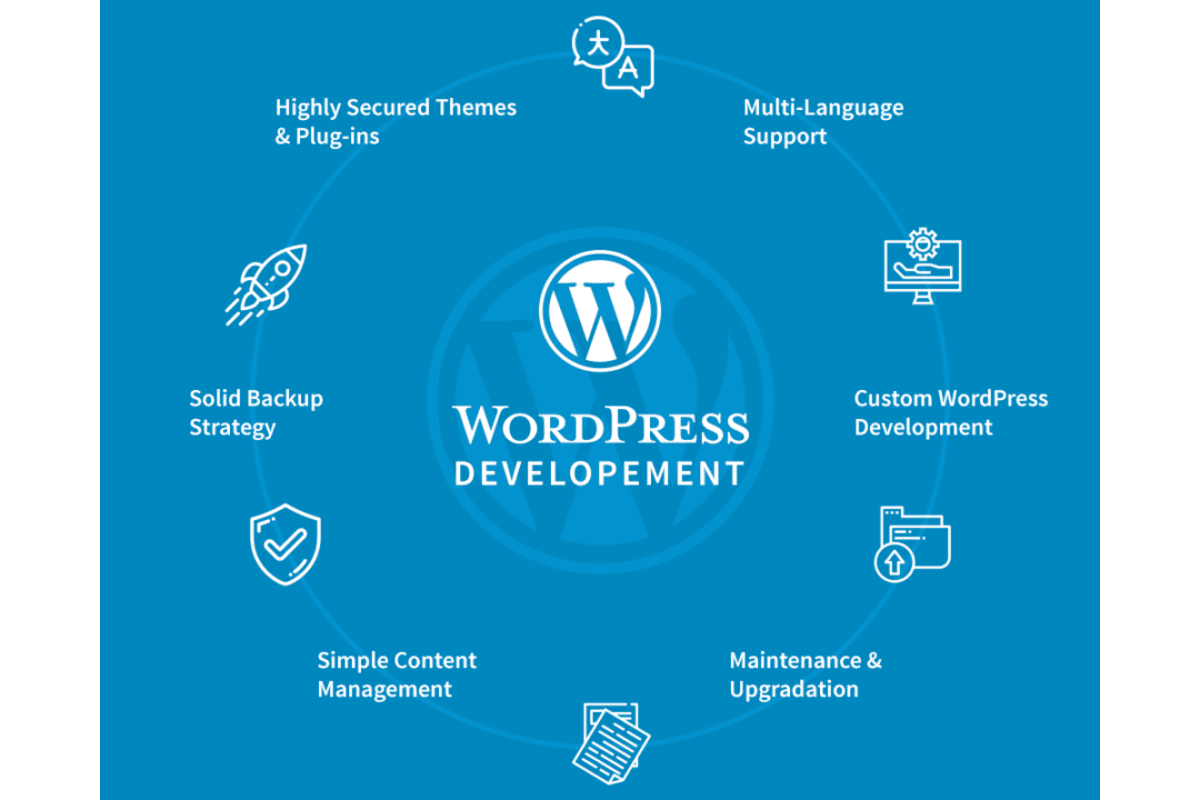 大
A
Highly Secured Themes
& Plug-ins
Multi-Language
Support
Solid Backup
Strategy
W
WORDPRESS
DEVELOPEMENT
Custom WordPress
Development
Simple Content
Management
Maintenance &
Upgradation